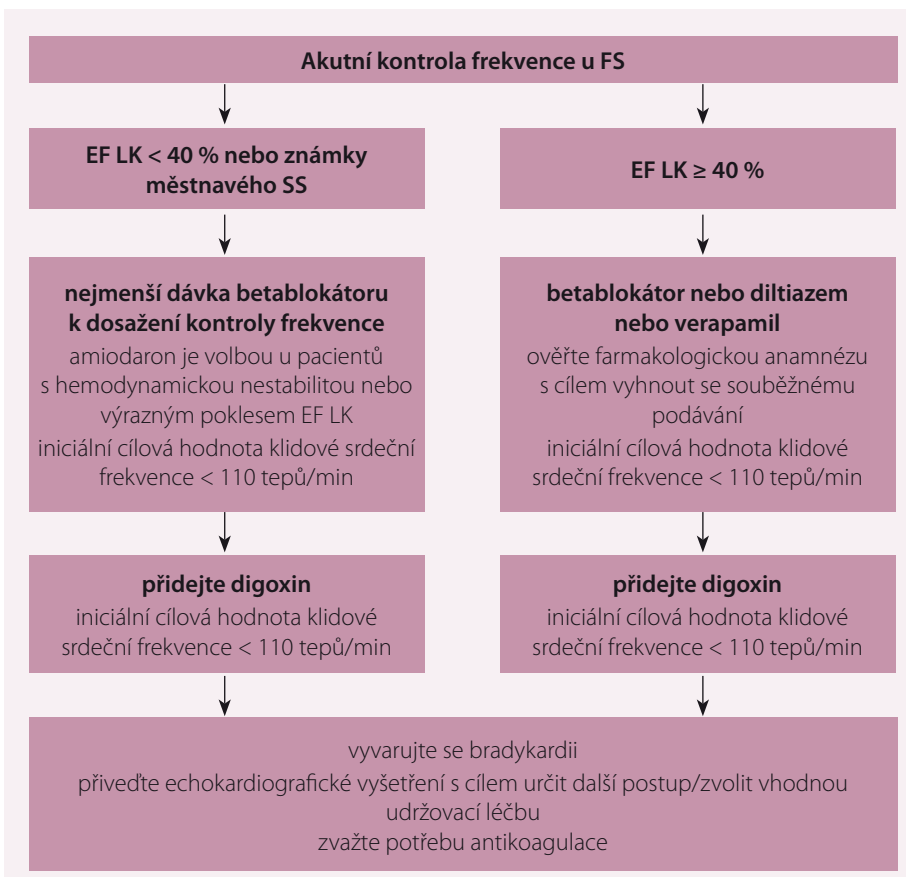 Akutní kontrola frekvence u FS
EF LK < 40 % nebo známky
městnavého SS
EF LK ≥ 40 %
nejmenší dávka betablokátoru
k dosažení kontroly frekvence
amiodaron je volbou u pacientů
s hemodynamickou nestabilitou nebo
výrazným poklesem EF LK
iniciální cílová hodnota klidové srdeční
frekvence < 110 tepů/min
betablokátor nebo diltiazem
nebo verapamil
ověřte farmakologickou anamnézu
s cílem vyhnout se souběžnému
podávání
iniciální cílová hodnota klidové
srdeční frekvence < 110 tepů/min
přidejte digoxin
iniciální cílová hodnota klidové
srdeční frekvence < 110 tepů/min
přidejte digoxin
iniciální cílová hodnota klidové
srdeční frekvence < 110 tepů/min
vyvarujte se bradykardii
přiveďte echokardiografické vyšetření s cílem určit další postup/zvolit vhodnou
udržovací léčbu
zvažte potřebu antikoagulace